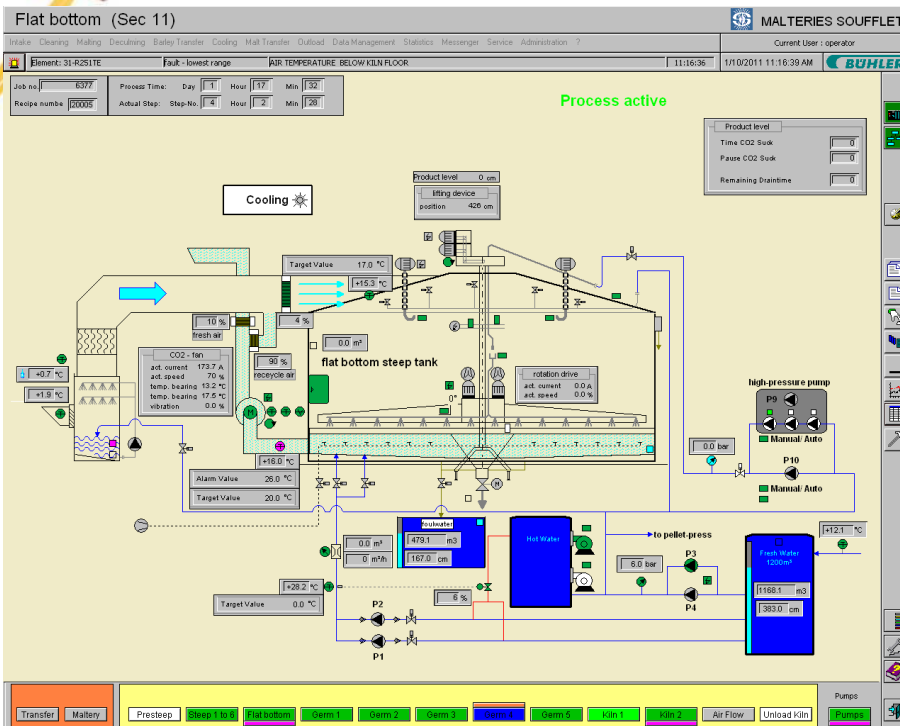 Flat bottom (Sec 11)
MALTERIES SOUFFLET
Intake Cleaning Malting Deculming Barley Transfer Cooling Malt Transfer Outload Data Management Statistics Messenger Service Administration ?
Current User : operator
Element: 31-R251TE
Fault - lowest range
AIR TEMPERATURE BELOW KILN FLOOR
11:16:36
1/10/2011 11:16:39 AM
BÜHLER
Job no. 6377
Process Time: Day 1 Hour 17 Min 32
Recipe numbe 20005
Actual Step: Step-No. 4 Hour 2 Min 28
Process active
Product level
Time CO2 Suck 0
Pause CO2 Suck 0
Remaining Draintime 0
Product level 0 cm
lifting device
position 426 cm
Cooling
Target Value 17.0 °C
+15.3 °C
10 %
fresh air
4 %
0.0 m³
CO2 - fan
act. current 173.7 A
act. speed 70 %
temp. bearing 13.2 °C
temp. bearing 17.5 °C
vibration 0.0 %
90 %
receycle air
flat bottom steep tank
rotation drive
act. current 0.0 A
act. speed 0.0 %
+0.7 °C
+1.9 °C
0°
M
high-pressure pump
P9
Manual/ Auto
0.0 bar
P10
Manual/ Auto
+16.0 °C
Alarm Value 26.0 °C
Target Value 20.0 °C
M
foulwater
479.1 m3
167.0 cm
0.0 m³
0 m³/h
Hot Water
to pellet-press
+12.1 °C
6.0 bar
P3
P4
Fresh Water
1200m³
1168.1 m3
383.0 cm
+28.2 °C
Target Value 0.0 °C
6 %
P2
P1
Pumps
Transfer Maltery Presteep Steep 1 to 6 Flat bottom Germ 1 Germ 2 Germ 3 Germ 4 Germ 5 Kiln 1 Kiln 2 Air Flow Unload Kiln Pumps